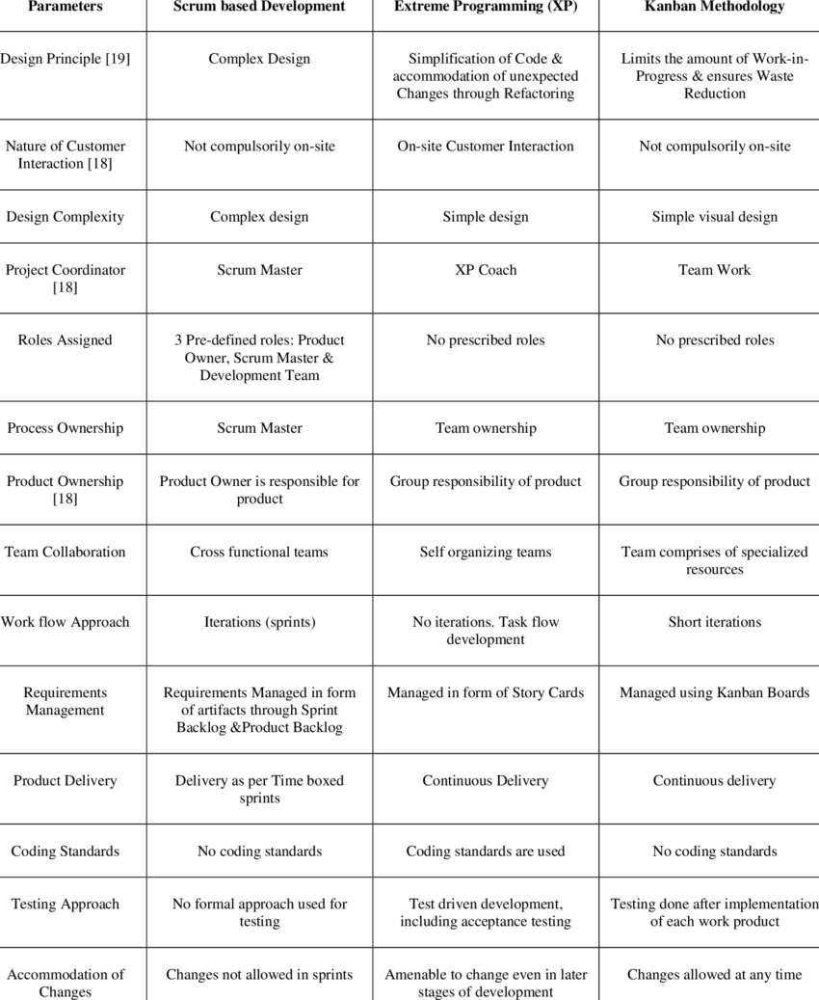 Parameters Scrum based Development Extreme Programming (XP) Kanban Methodology
Design Principle [19] Complex Design Simplification of Code & Limits the amount of Work-in-
accommodation of unexpected Progress & ensures Waste
Changes through Refactoring Reduction
Nature of Customer Not compulsorily on-site On-site Customer Interaction Not compulsorily on-site
Interaction [18]
Design Complexity Complex design Simple design Simple visual design
Project Coordinator Scrum Master XP Coach Team Work
[18]
Roles Assigned 3 Pre-defined roles: Product No prescribed roles No prescribed roles
Owner, Scrum Master &
Development Team
Process Ownership Scrum Master Team ownership Team ownership
Product Ownership Product Owner is responsible for Group responsibility of product Group responsibility of product
[18] product
Team Collaboration Cross functional teams Self organizing teams Team comprises of specialized
resources
Work flow Approach Iterations (sprints) No iterations. Task flow Short iterations
development
Requirements Requirements Managed in form Managed in form of Story Cards Managed using Kanban Boards
Management of artifacts through Sprint
Backlog &Product Backlog
Product Delivery Delivery as per Time boxed Continuous Delivery Continuous delivery
sprints
Coding Standards No coding standards Coding standards are used No coding standards
Testing Approach No formal approach used for Test driven development, Testing done after implementation
testing including acceptance testing of each work product
Accommodation of Changes not allowed in sprints Amenable to change even in later Changes allowed at any time
Changes stages of development